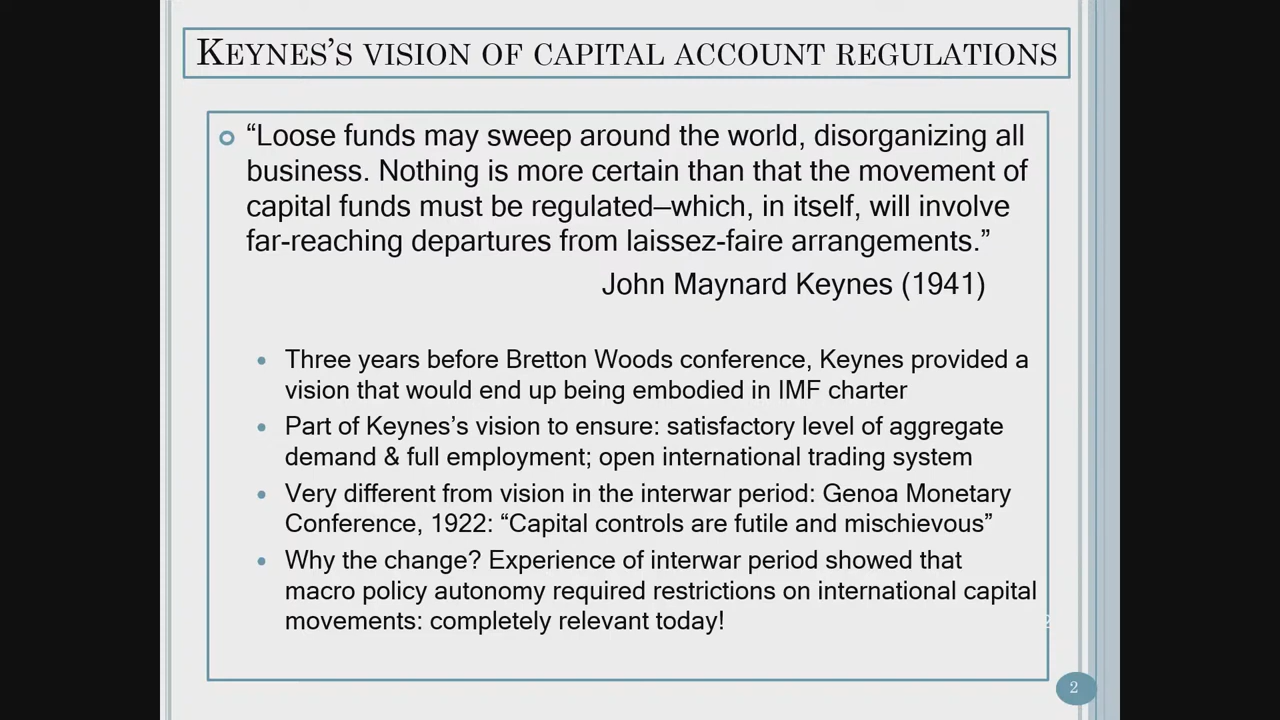 KEYNES’S VISION OF CAPITAL ACCOUNT REGULATIONS
“Loose funds may sweep around the world, disorganizing all
business. Nothing is more certain than that the movement of
capital funds must be regulated—which, in itself, will involve
far-reaching departures from laissez-faire arrangements.”
John Maynard Keynes (1941)
Three years before Bretton Woods conference, Keynes provided a
vision that would end up being embodied in IMF charter
Part of Keynes’s vision to ensure: satisfactory level of aggregate
demand & full employment; open international trading system
Very different from vision in the interwar period: Genoa Monetary
Conference, 1922: “Capital controls are futile and mischievous”
Why the change? Experience of interwar period showed that
macro policy autonomy required restrictions on international capital
movements: completely relevant today!
2
2